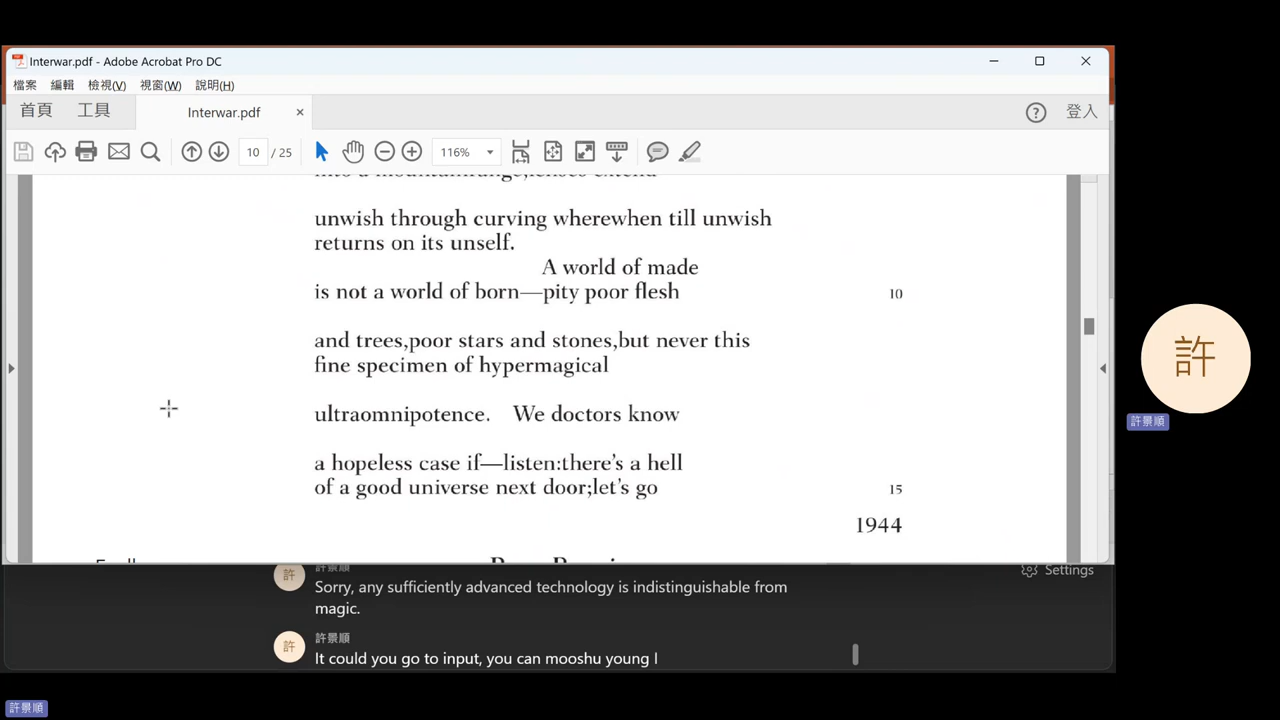 Interwar.pdf - Adobe Acrobat Pro DC
檔案 編輯 檢視(V) 視窗(W) 說明(H)
首頁 工具 Interwar.pdf × 登入
10 / 25 116%
into a mountainrange;lenses extend
unwish through curving wherewhen till unwish
returns on its unself.
A world of made
is not a world of born—pity poor flesh 10
and trees,poor stars and stones,but never this
fine specimen of hypermagical
ultraomnipotence. We doctors know
a hopeless case if—listen:there's a hell
of a good universe next door;let's go 15
1944
許
許景順
許 許景順
Settings
Sorry, any sufficiently advanced technology is indistinguishable from
magic.
許 許景順
It could you go to input, you can mooshu young I
許景順